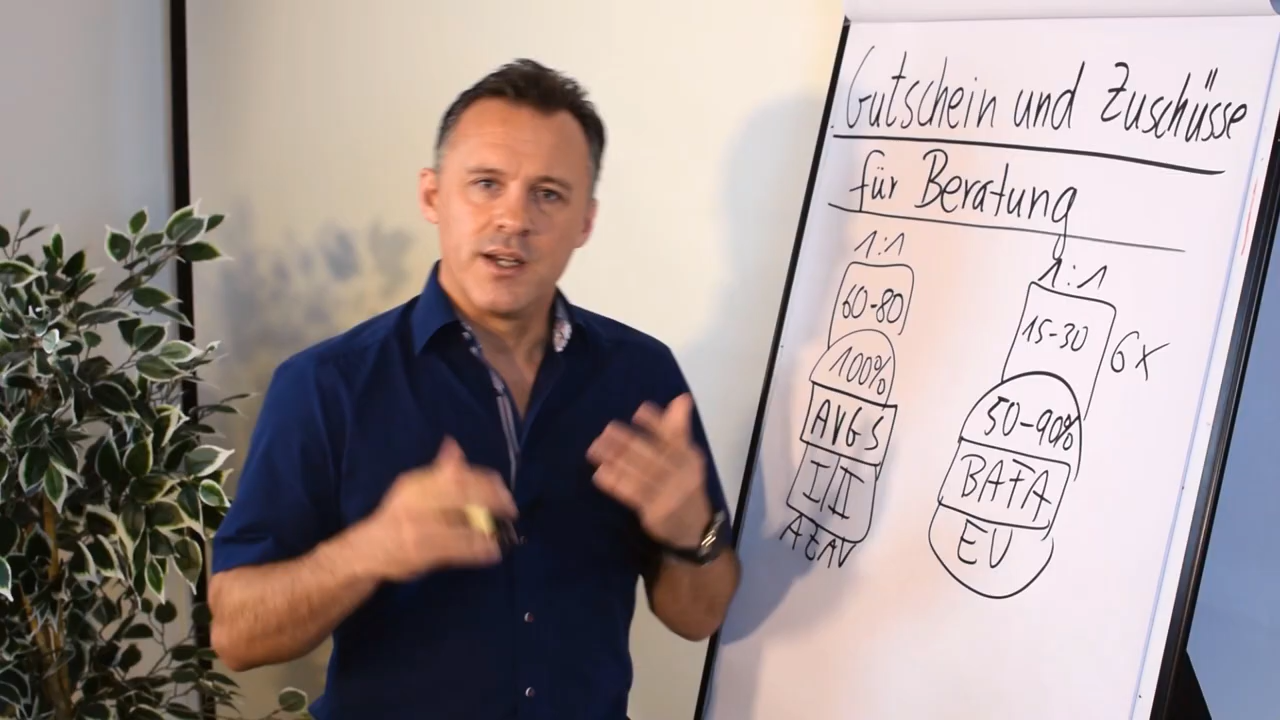 Gutschein und Zuschüsse
für Beratung
1:1
60-80
100%
AVGS
I/II
AZAV
1:1
15-30
6x
50-90%
BAFA
EU